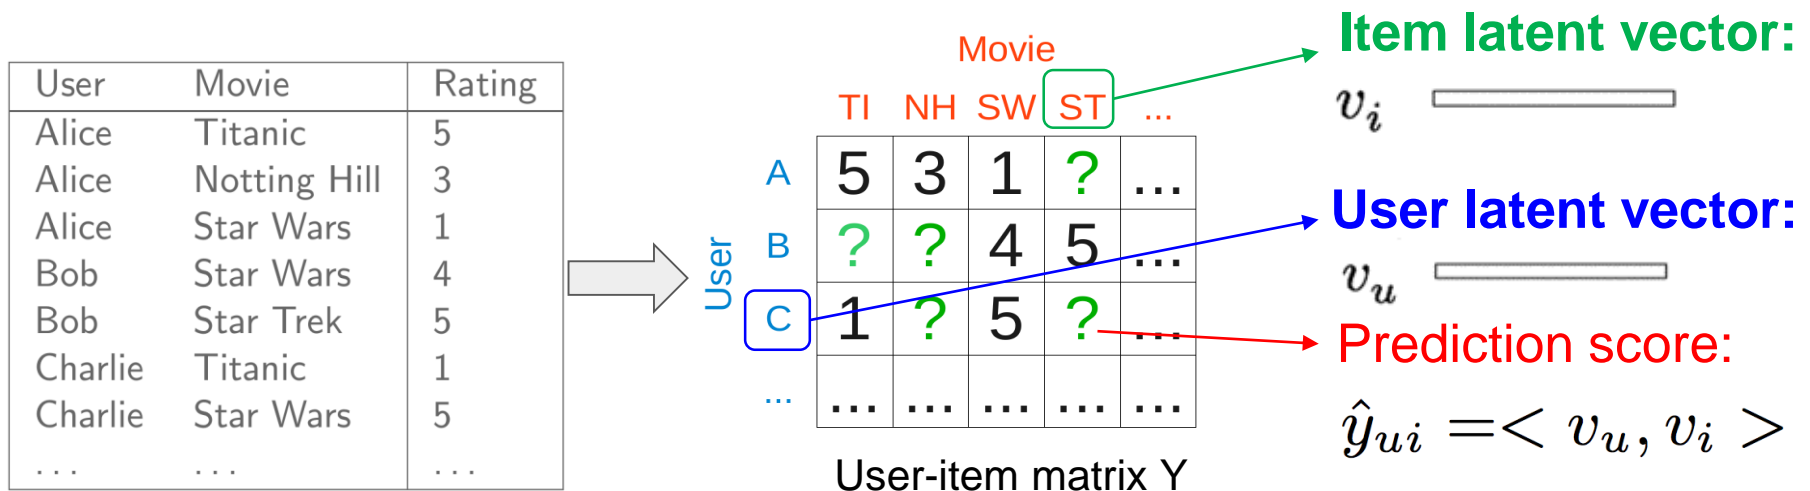 User Movie Rating
Alice Titanic 5
Alice Notting Hill 3
Alice Star Wars 1
Bob Star Wars 4
Bob Star Trek 5
Charlie Titanic 1
Charlie Star Wars 5
... ... ...
Movie
TI NH SW ST ...
User
A 5 3 1 ? ...
B ? ? 4 5 ...
C 1 ? 5 ? ...
... ... ... ... ... ...
User-item matrix Y
Item latent vector:
v_i
User latent vector:
v_u
Prediction score:
ŷ_{ui} =< v_u, v_i >